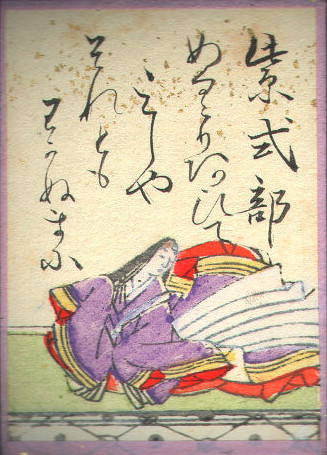 紫式部
めくりあひて
みしや
それとも
わかぬまに